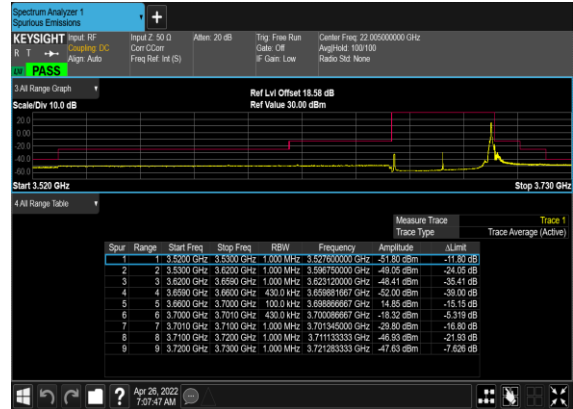 Spectrum Analyzer 1
Spurious Emissions
+
KEYSIGHT Input: RF Input Z: 50 Ω Atten: 20 dB Trig: Free Run Center Freq: 22.005000000 GHz
R T Coupling: DC Corr CCorr Gate: Off Avg|Hold: 100/100
Align: Auto Freq Ref: Int (S) IF Gain: Low Radio Std: None
PASS
3 All Range Graph
Ref Lvl Offset 18.58 dB
Scale/Div 10.0 dB Ref Value 30.00 dBm
20.0
0.00
-20.0
-40.0
-60.0
Start 3.520 GHz Stop 3.730 GHz
4 All Range Table
Measure Trace Trace 1
Trace Type Trace Average (Active)
Spur Range Start Freq Stop Freq RBW Frequency Amplitude ΔLimit
1 1 3.5200 GHz 3.5300 GHz 1.000 MHz 3.527600000 GHz -51.80 dBm -11.80 dB
2 2 3.5300 GHz 3.6200 GHz 1.000 MHz 3.596750000 GHz -49.05 dBm -24.05 dB
3 3 3.6200 GHz 3.6590 GHz 1.000 MHz 3.623120000 GHz -48.41 dBm -35.41 dB
4 4 3.6590 GHz 3.6600 GHz 430.0 kHz 3.659881667 GHz -52.00 dBm -39.00 dB
5 5 3.6600 GHz 3.7000 GHz 100.0 kHz 3.698866667 GHz 14.85 dBm -15.15 dB
6 6 3.7000 GHz 3.7010 GHz 430.0 kHz 3.700086667 GHz -18.32 dBm -5.319 dB
7 7 3.7010 GHz 3.7100 GHz 1.000 MHz 3.701345000 GHz -29.80 dBm -16.80 dB
8 8 3.7100 GHz 3.7200 GHz 1.000 MHz 3.711133333 GHz -46.93 dBm -21.93 dB
9 9 3.7200 GHz 3.7300 GHz 1.000 MHz 3.721283333 GHz -47.63 dBm -7.626 dB
? Apr 26, 2022
7:07:47 AM